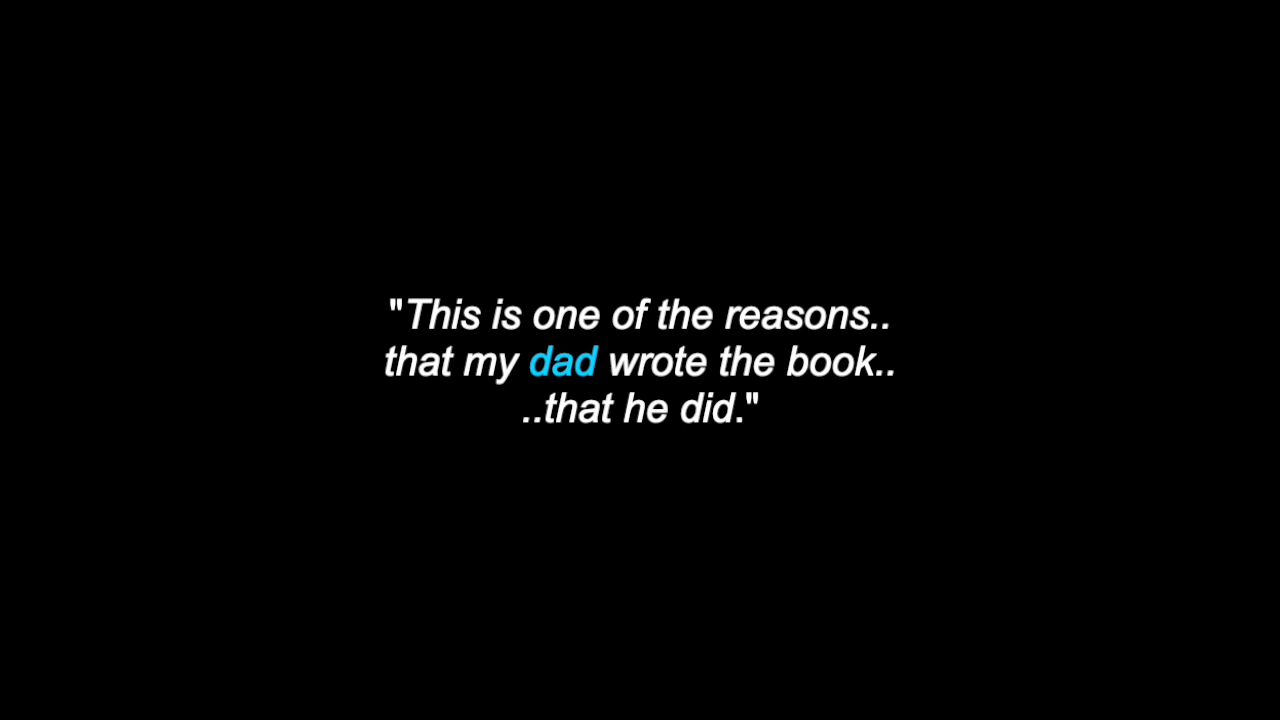 "This is one of the reasons..
that my dad wrote the book..
..that he did."